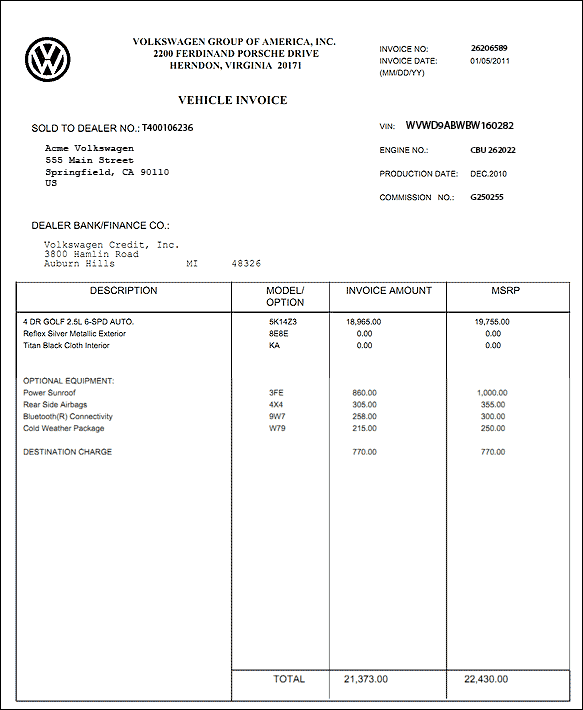 VOLKSWAGEN GROUP OF AMERICA, INC.
2200 FERDINAND PORSCHE DRIVE
HERNDON, VIRGINIA 20171
INVOICE NO: 26206589
INVOICE DATE: 01/05/2011
(MM/DD/YY)
VEHICLE INVOICE
SOLD TO DEALER NO.: T400106236
VIN: WVWD9ABWBW160282
Acme Volkswagen
555 Main Street
Springfield, CA 90110
US
ENGINE NO.: CBU 262022
PRODUCTION DATE: DEC.2010
COMMISSION NO.: G250255
DEALER BANK/FINANCE CO.:
Volkswagen Credit, Inc.
3800 Hamlin Road
Auburn Hills MI 48326
DESCRIPTION MODEL/OPTION INVOICE AMOUNT MSRP
4 DR GOLF 2.5L 6-SPD AUTO. 5K14Z3 18,965.00 19,755.00
Reflex Silver Metallic Exterior 8E8E 0.00 0.00
Titan Black Cloth Interior KA 0.00 0.00
OPTIONAL EQUIPMENT:
Power Sunroof 3FE 860.00 1,000.00
Rear Side Airbags 4X4 305.00 355.00
Bluetooth(R) Connectivity 9W7 258.00 300.00
Cold Weather Package W79 215.00 250.00
DESTINATION CHARGE 770.00 770.00
TOTAL 21,373.00 22,430.00